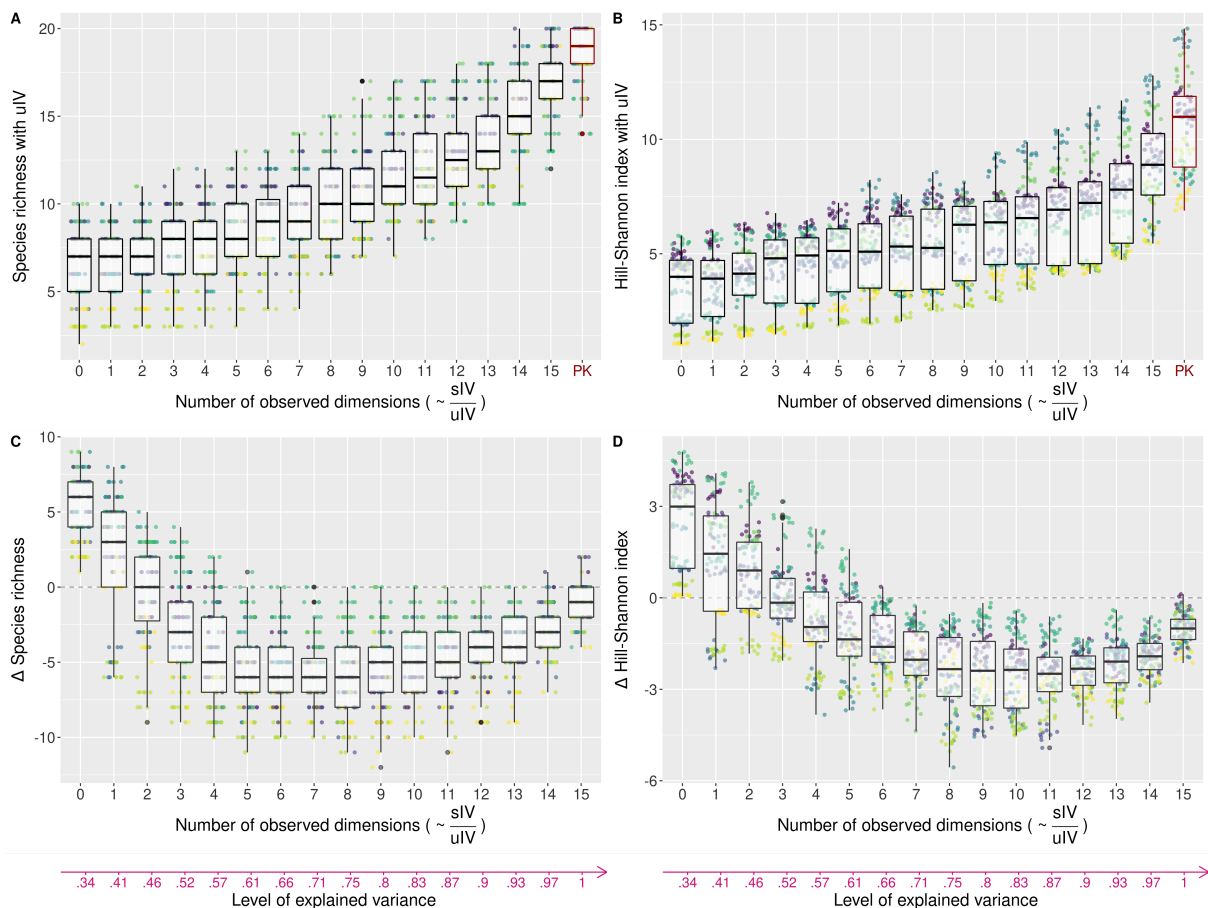 A
Species richness with uIV
20
15
10
5
0 1 2 3 4 5 6 7 8 9 10 11 12 13 14 15 PK
Number of observed dimensions ( ~ sIV/uIV )
B
Hill-Shannon index with uIV
15
10
5
0 1 2 3 4 5 6 7 8 9 10 11 12 13 14 15 PK
Number of observed dimensions ( ~ sIV/uIV )
C
Δ Species richness
10
5
0
-5
-10
0 1 2 3 4 5 6 7 8 9 10 11 12 13 14 15
Number of observed dimensions ( ~ sIV/uIV )
D
Δ Hill-Shannon index
3
0
-3
-6
0 1 2 3 4 5 6 7 8 9 10 11 12 13 14 15
Number of observed dimensions ( ~ sIV/uIV )
.34 .41 .46 .52 .57 .61 .66 .71 .75 .8 .83 .87 .9 .93 .97 1
Level of explained variance
.34 .41 .46 .52 .57 .61 .66 .71 .75 .8 .83 .87 .9 .93 .97 1
Level of explained variance